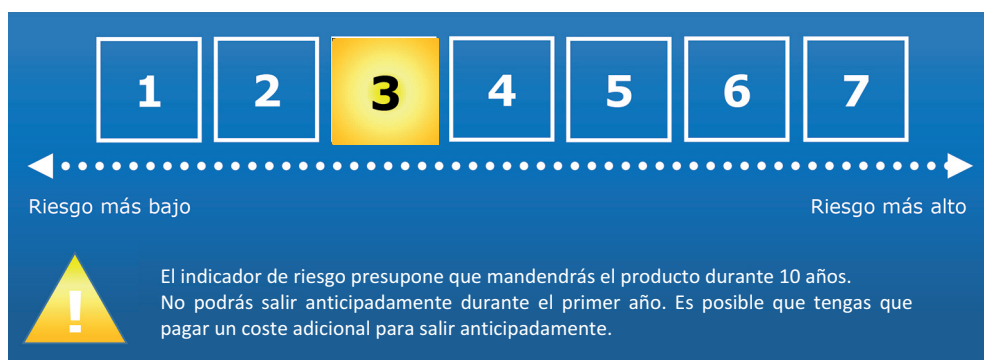 1 2 3 4 5 6 7
Riesgo más bajo Riesgo más alto
!
El indicador de riesgo presupone que mandendrás el producto durante 10 años.
No podrás salir anticipadamente durante el primer año. Es posible que tengas que
pagar un coste adicional para salir anticipadamente.